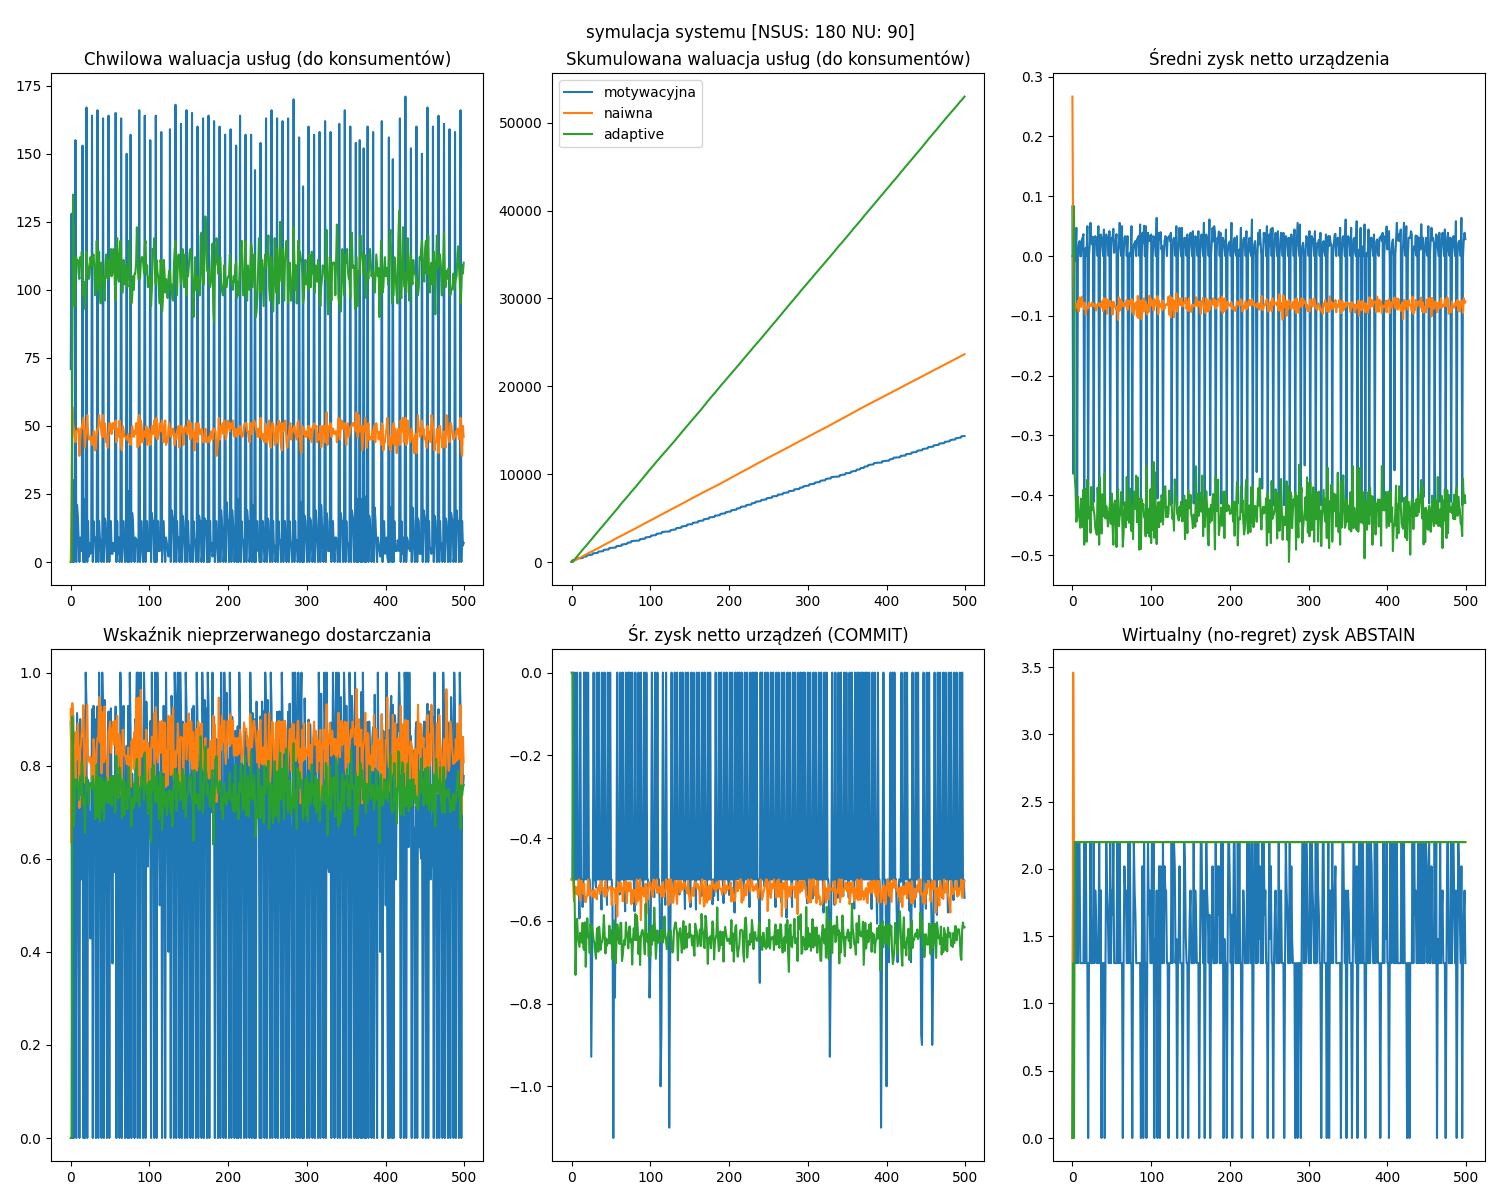 symulacja systemu [NSUS: 180 NU: 90]
Chwilowa waluacja usług (do konsumentów)
175
150
125
100
75
50
25
0
0 100 200 300 400 500
Skumulowana waluacja usług (do konsumentów)
motywacyjna
naiwna
adaptive
50000
40000
30000
20000
10000
0
0 100 200 300 400 500
Średni zysk netto urządzenia
0.3
0.2
0.1
0.0
−0.1
−0.2
−0.3
−0.4
−0.5
0 100 200 300 400 500
Wskaźnik nieprzerwanego dostarczania
1.0
0.8
0.6
0.4
0.2
0.0
0 100 200 300 400 500
Śr. zysk netto urządzeń (COMMIT)
0.0
−0.2
−0.4
−0.6
−0.8
−1.0
0 100 200 300 400 500
Wirtualny (no-regret) zysk ABSTAIN
3.5
3.0
2.5
2.0
1.5
1.0
0.5
0.0
0 100 200 300 400 500